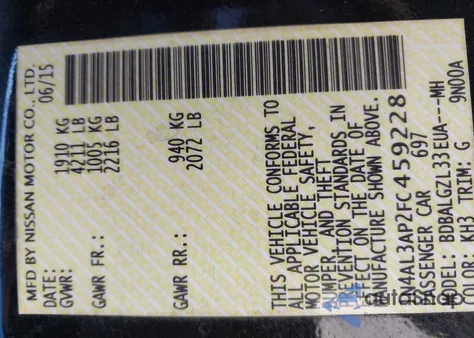 MFD BY NISSAN MOTOR CO., LTD.
DATE: 06/15
GVWR: 1910 KG
4211 LB
GAWR FR.: 1005 KG
2216 LB
GAWR RR.: 940 KG
2072 LB
THIS VEHICLE CONFORMS TO
ALL APPLICABLE FEDERAL
MOTOR VEHICLE SAFETY,
BUMPER, AND THEFT
PREVENTION STANDARDS IN
EFFECT ON THE DATE OF
MANUFACTURE SHOWN ABOVE.
1N4AL3AP2FC459228
PASSENGER CAR 697
MODEL: BDBALGZL33EUA---MH
COLOR: KH3 TRIM: G 9N00A